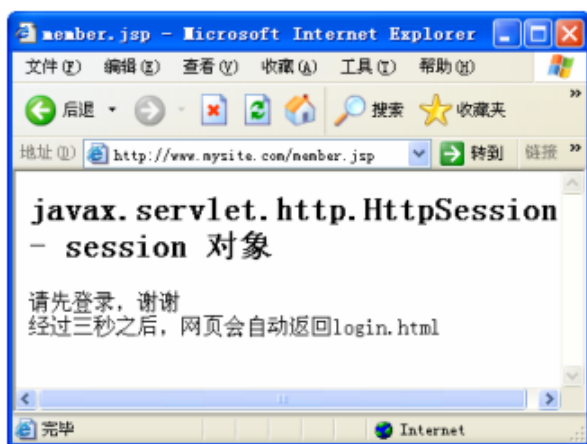 member.jsp - Microsoft Internet Explorer
文件(F) 编辑(E) 查看(V) 收藏(A) 工具(T) 帮助(H)
后退 搜索 收藏夹 »
地址(D) http://www.mysite.com/member.jsp 转到 链接 »
javax.servlet.http.HttpSession
- session 对象
请先登录，谢谢
经过三秒之后，网页会自动返回login.html
完毕 Internet